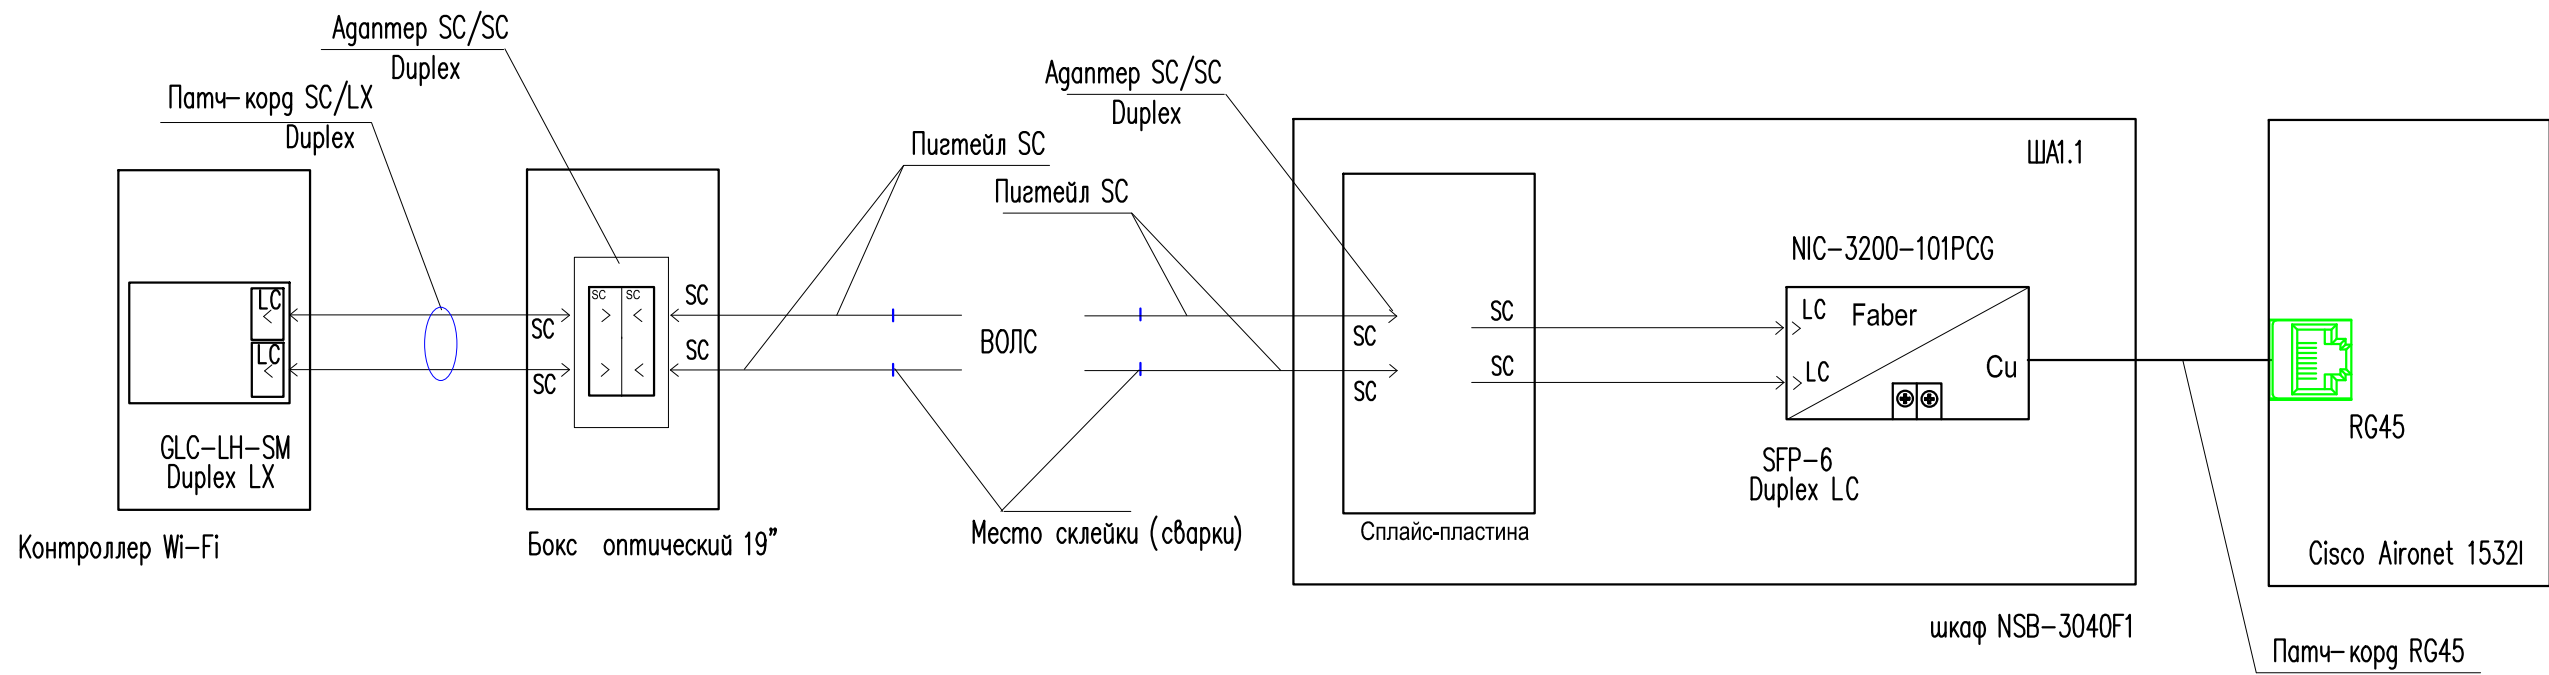 Адаптер SC/SC
Duplex
Патч-корд SC/LX
Duplex
Адаптер SC/SC
Duplex
Пигтейл SC
Пигтейл SC
ША1.1
NIC-3200-101PCG
LC
LC
SC
SC
SC
SC
SC
SC
ВОЛС
SC
SC
SC
SC
LC
LC
Faber
Cu
RG45
GLC-LH-SM
Duplex LX
SFP-6
Duplex LC
Контроллер Wi-Fi
Бокс оптический 19"
Место склейки (сварки)
Сплайс-пластина
Cisco Aironet 1532I
шкаф NSB-3040F1
Патч-корд RG45